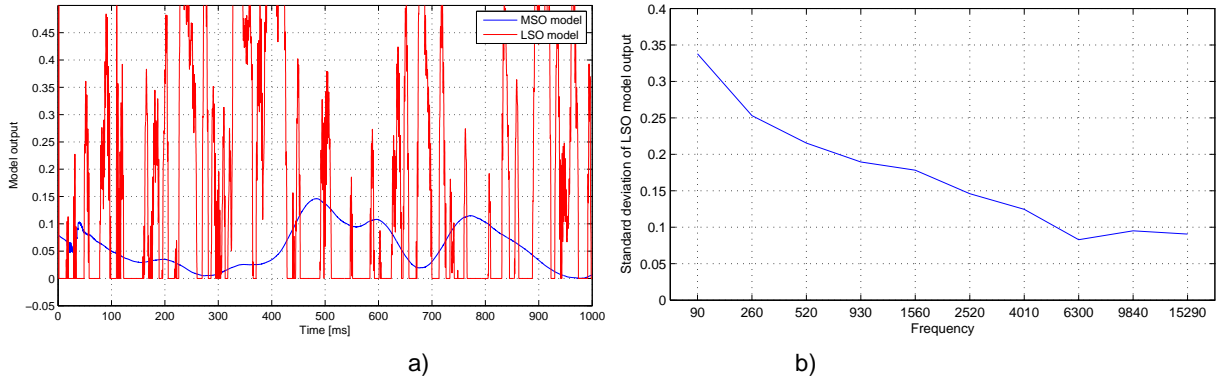 MSO model
LSO model
Model output
0.45
0.4
0.35
0.3
0.25
0.2
0.15
0.1
0.05
0
−0.05
0 100 200 300 400 500 600 700 800 900 1000
Time [ms]
a)
Standard deviation of LSO model output
0.4
0.35
0.3
0.25
0.2
0.15
0.1
0.05
0
90 260 520 930 1560 2520 4010 6300 9840 15290
Frequency
b)